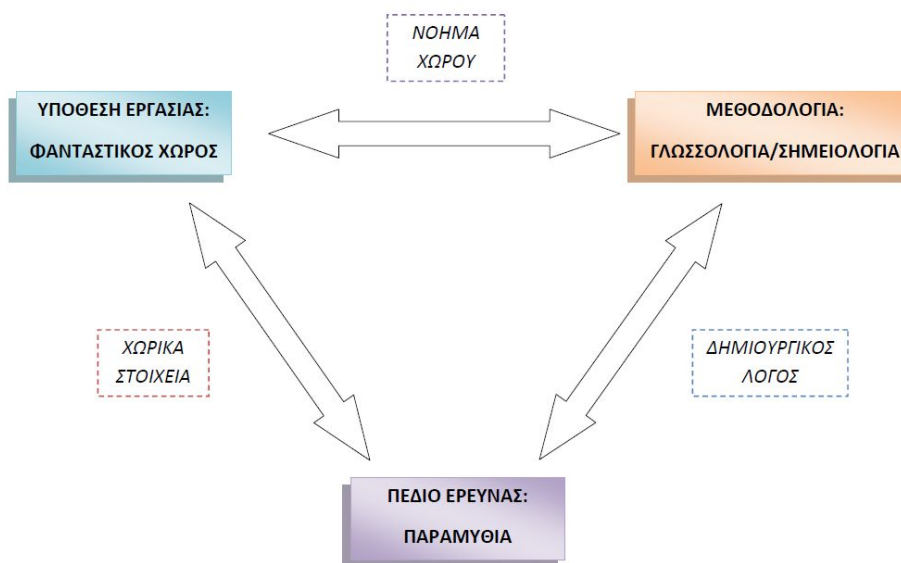 ΝΟΗΜΑ
ΧΩΡΟΥ
ΥΠΟΘΕΣΗ ΕΡΓΑΣΙΑΣ:
ΦΑΝΤΑΣΤΙΚΟΣ ΧΩΡΟΣ
ΜΕΘΟΔΟΛΟΓΙΑ:
ΓΛΩΣΣΟΛΟΓΙΑ/ΣΗΜΕΙΟΛΟΓΙΑ
ΧΩΡΙΚΑ
ΣΤΟΙΧΕΙΑ
ΔΗΜΙΟΥΡΓΙΚΟΣ
ΛΟΓΟΣ
ΠΕΔΙΟ ΕΡΕΥΝΑΣ:
ΠΑΡΑΜΥΘΙΑ